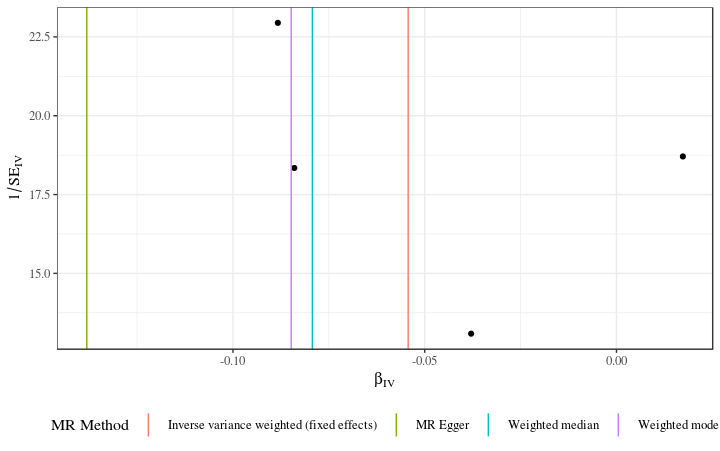 22.5
20.0
17.5
15.0
1/SE_IV
-0.10
-0.05
0.00
β_IV
MR Method
Inverse variance weighted (fixed effects)
MR Egger
Weighted median
Weighted mode